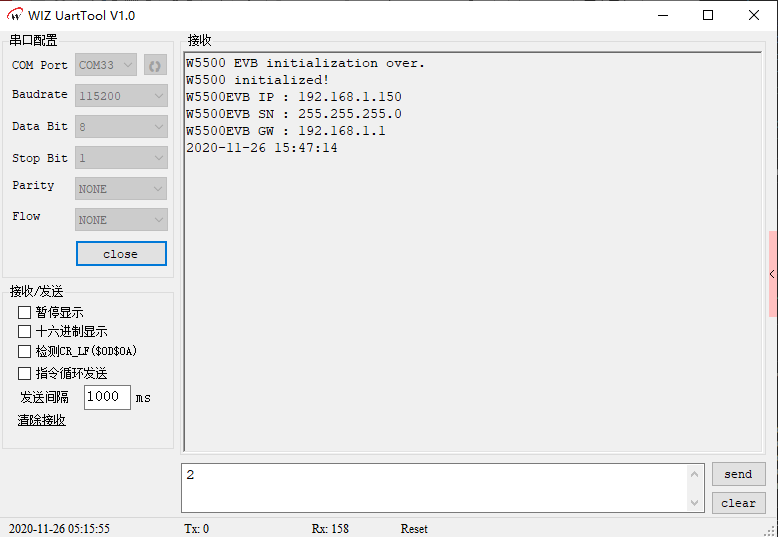 WIZ UartTool V1.0
串口配置
COM Port COM33
Baudrate 115200
Data Bit 8
Stop Bit 1
Parity NONE
Flow NONE
close
接收/发送
暂停显示
十六进制显示
检测CR_LF($0D$0A)
指令循环发送
发送间隔 1000 ms
清除接收
接收
W5500 EVB initialization over.
W5500 initialized!
W5500EVB IP : 192.168.1.150
W5500EVB SN : 255.255.255.0
W5500EVB GW : 192.168.1.1
2020-11-26 15:47:14
2
send
clear
2020-11-26 05:15:55 Tx: 0 Rx: 158 Reset